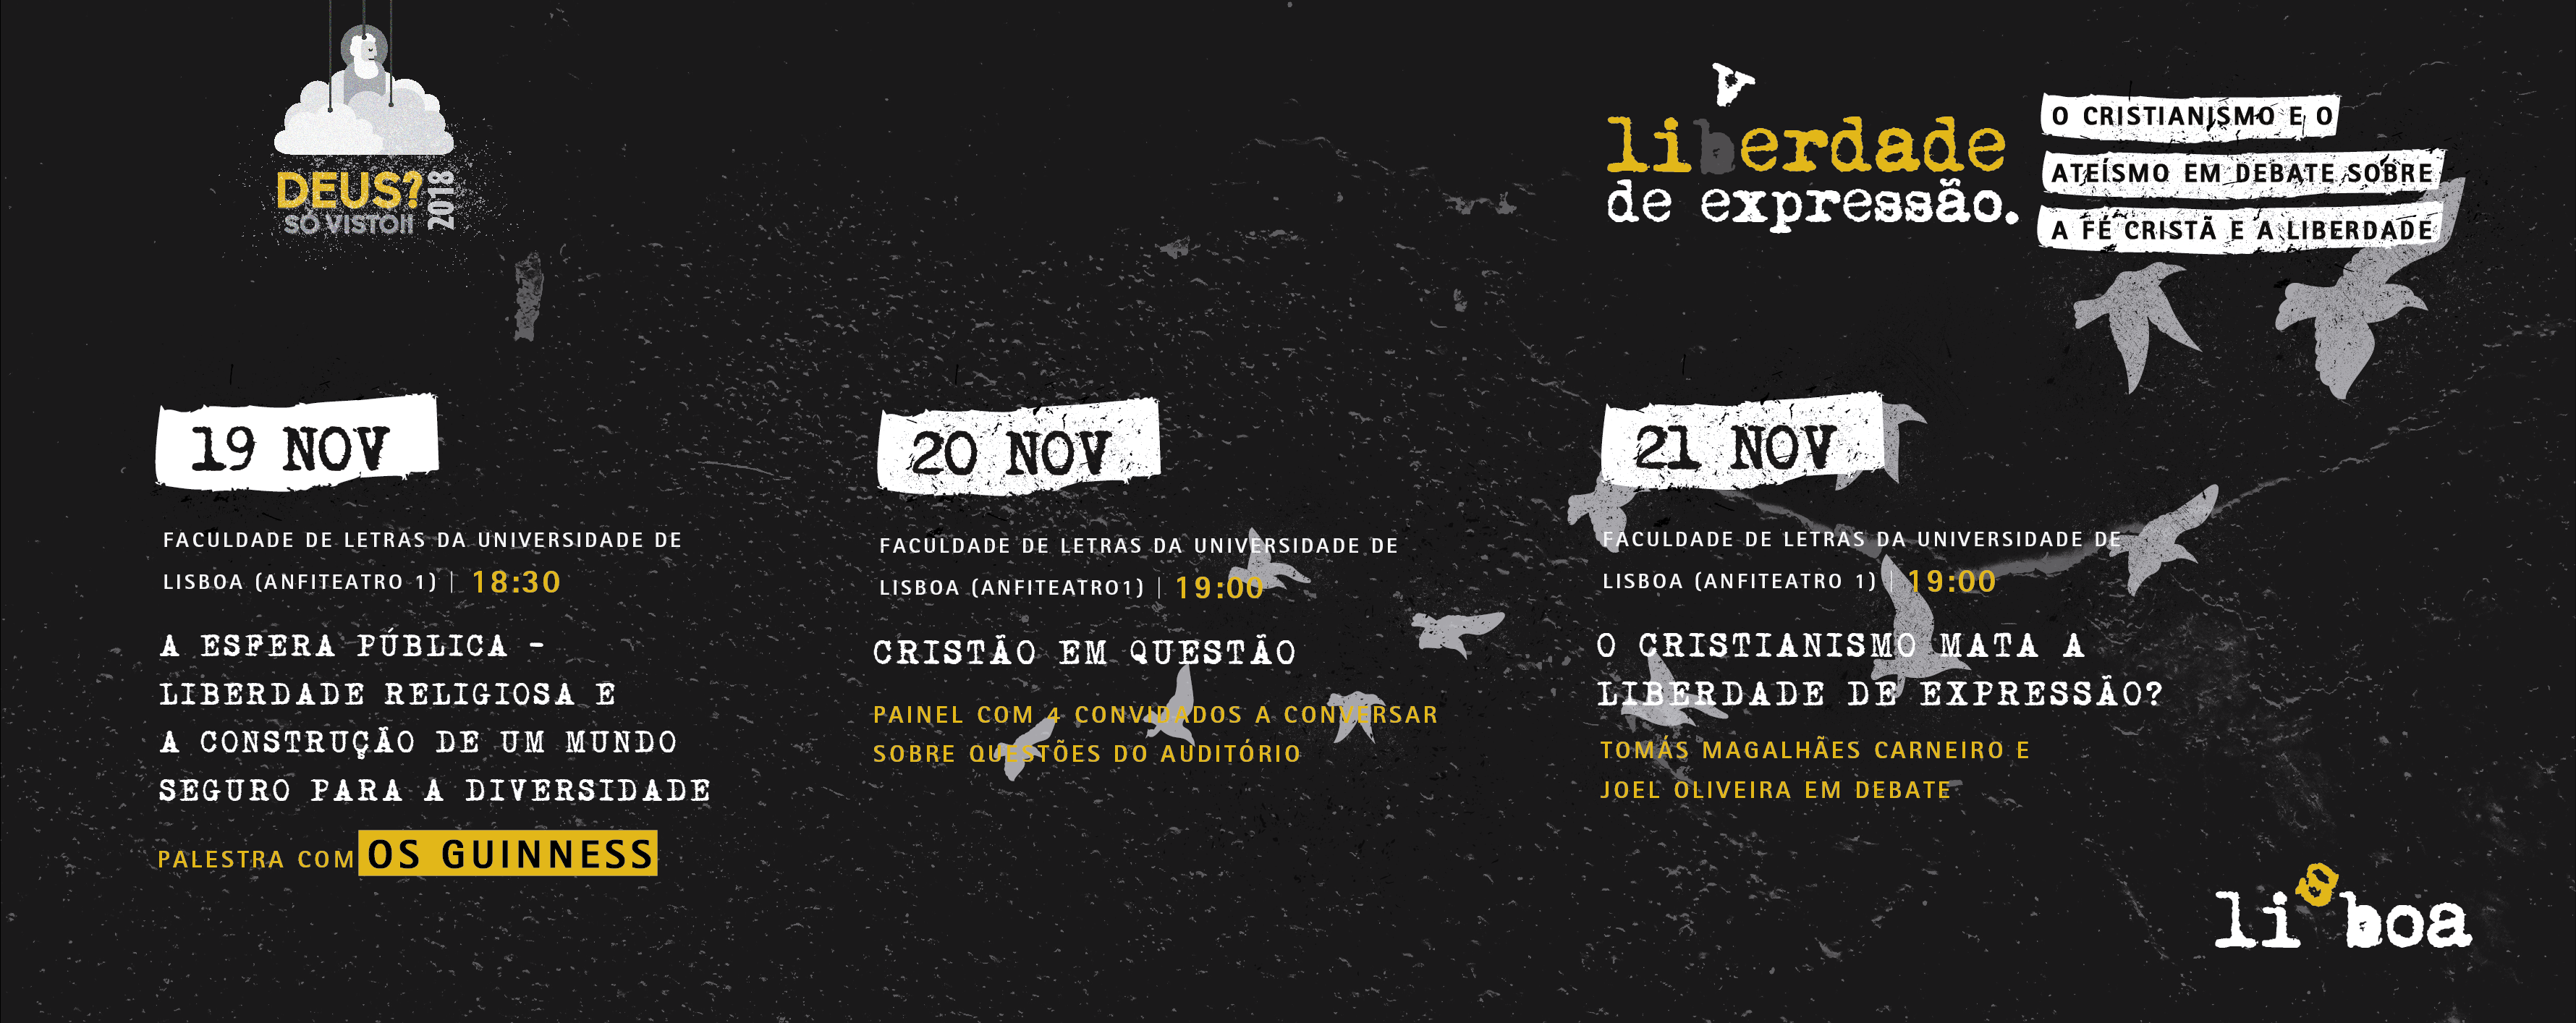 DEUS?
SÓ VISTO!!
2018
v
liberdade
de expressão.
O CRISTIANISMO E O
ATEÍSMO EM DEBATE SOBRE
A FÉ CRISTÃ E A LIBERDADE
19 NOV
FACULDADE DE LETRAS DA UNIVERSIDADE DE
LISBOA (ANFITEATRO 1) | 18:30
A ESFERA PÚBLICA –
LIBERDADE RELIGIOSA E
A CONSTRUÇÃO DE UM MUNDO
SEGURO PARA A DIVERSIDADE
PALESTRA COM OS GUINNESS
20 NOV
FACULDADE DE LETRAS DA UNIVERSIDADE DE
LISBOA (ANFITEATRO1) | 19:00
CRISTÃO EM QUESTÃO
PAINEL COM 4 CONVIDADOS A CONVERSAR
SOBRE QUESTÕES DO AUDITÓRIO
21 NOV
FACULDADE DE LETRAS DA UNIVERSIDADE DE
LISBOA (ANFITEATRO 1) | 19:00
O CRISTIANISMO MATA A
LIBERDADE DE EXPRESSÃO?
TOMÁS MAGALHÃES CARNEIRO E
JOEL OLIVEIRA EM DEBATE
lisboa